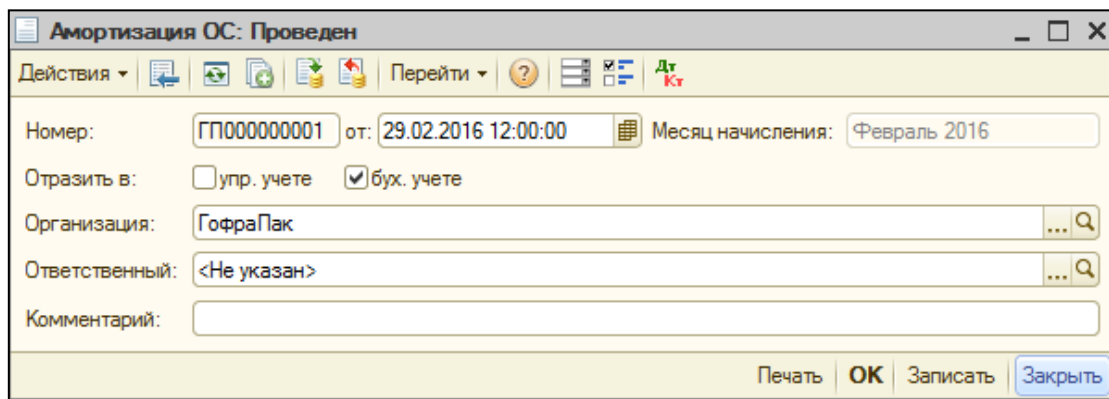 Амортизация ОС: Проведен
Действия Перейти Дт Кт
Номер: ГП000000001 от: 29.02.2016 12:00:00 Месяц начисления: Февраль 2016
Отразить в: упр. учете бух. учете
Организация: ГофраПак ...
Ответственный: <Не указан> ...
Комментарий:
Печать ОК Записать Закрыть